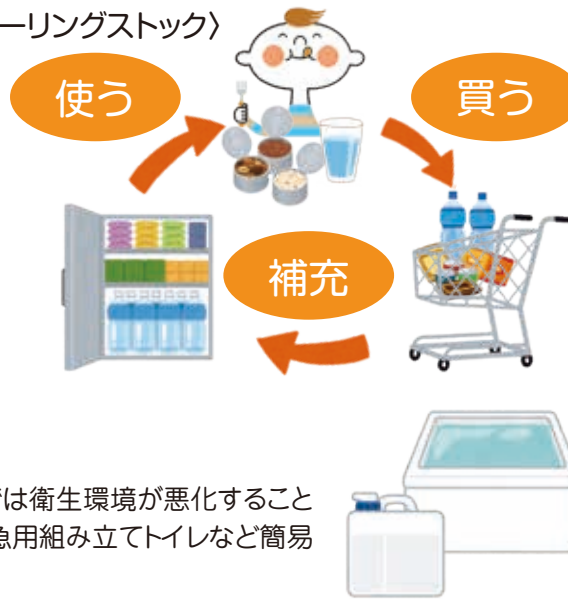 ーリングストック〉
使う
買う
補充
は衛生環境が悪化すること
急用組み立てトイレなど簡易